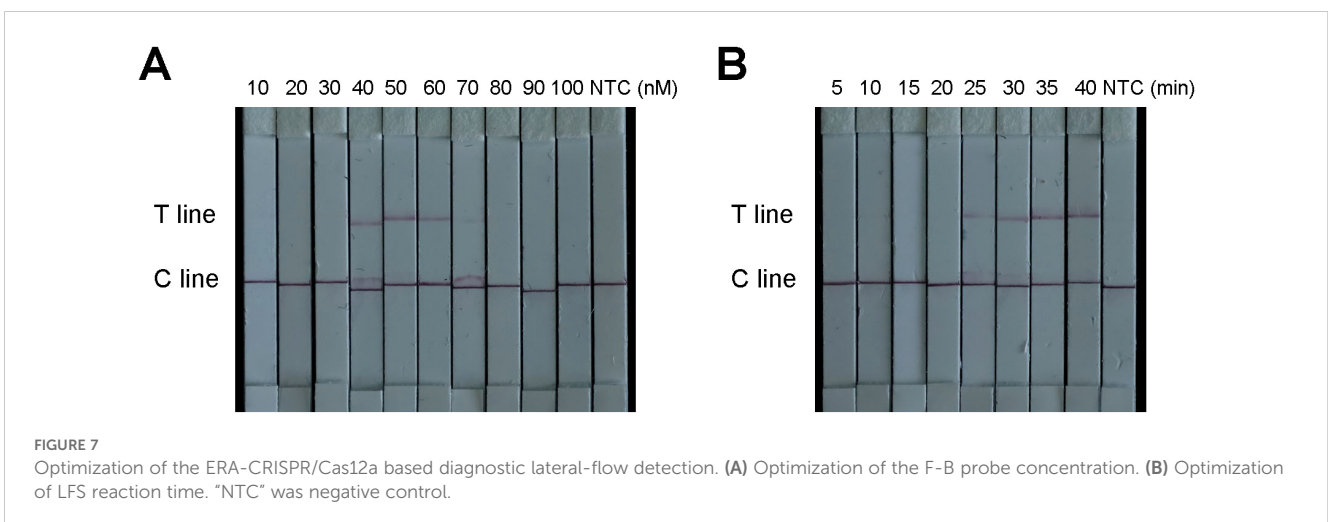 A
B
10 20 30 40 50 60 70 80 90 100 NTC (nM)
5 10 15 20 25 30 35 40 NTC (min)
T line
T line
C line
C line
FIGURE 7
Optimization of the ERA-CRISPR/Cas12a based diagnostic lateral-flow detection. (A) Optimization of the F-B probe concentration. (B) Optimization
of LFS reaction time. “NTC” was negative control.